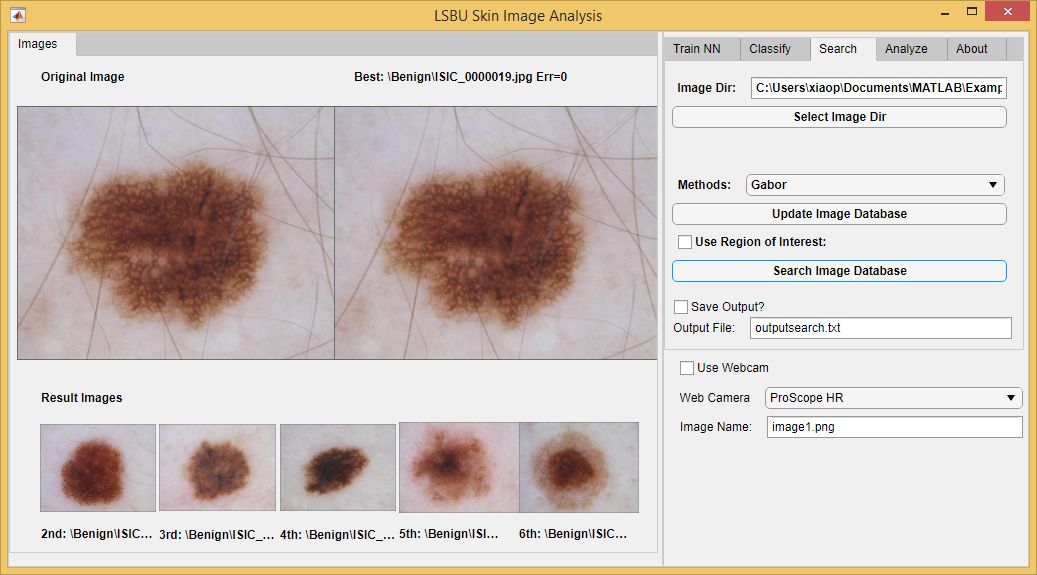 LSBU Skin Image Analysis
Images
Original Image
Best: \Benign\ISIC_0000019.jpg Err=0
Result Images
2nd: \Benign\ISIC... 3rd: \Benign\ISIC_... 4th: \Benign\ISIC_... 5th: \Benign\ISI... 6th: \Benign\ISIC...
Train NN Classify Search Analyze About
Image Dir: C:\Users\xiaop\Documents\MATLAB\Examp
Select Image Dir
Methods: Gabor
Update Image Database
Use Region of Interest:
Search Image Database
Save Output?
Output File: outputsearch.txt
Use Webcam
Web Camera ProScope HR
Image Name: image1.png